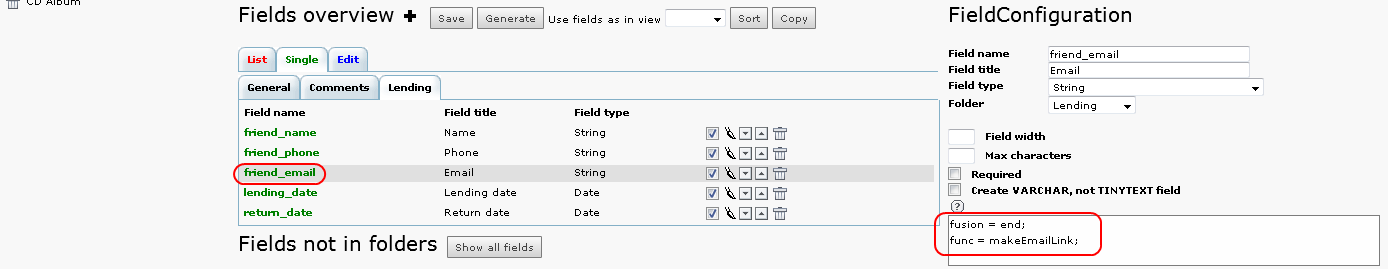 CD Album
Fields overview + Save Generate Use fields as in view Sort Copy
List Single Edit
General Comments Lending
Field name Field title Field type
friend_name Name String
friend_phone Phone String
friend_email Email String
lending_date Lending date Date
return_date Return date Date
Fields not in folders Show all fields
FieldConfiguration
Field name friend_email
Field title Email
Field type String
Folder Lending
Field width
Max characters
Required
Create VARCHAR, not TINYTEXT field
?
fusion = end;
func = makeEmailLink;